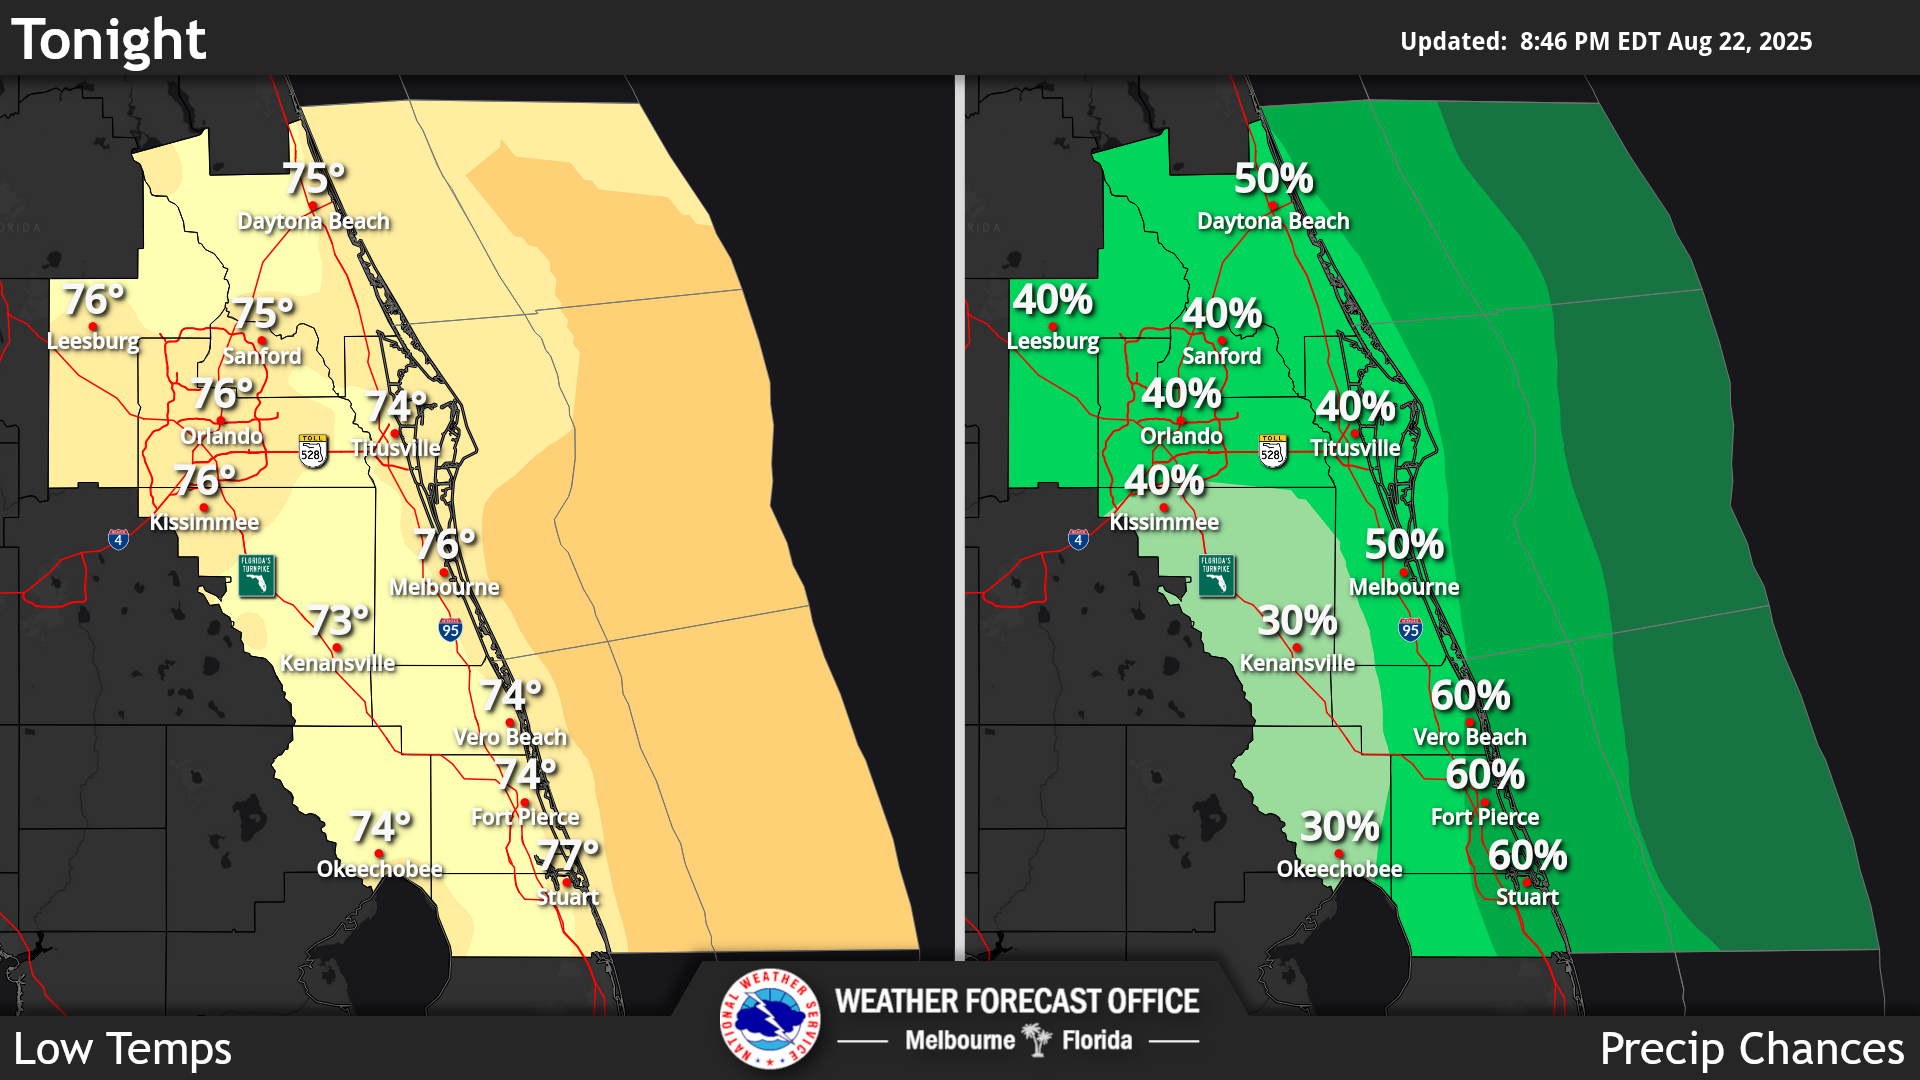 Tonight
Updated: 8:46 PM EDT Aug 22, 2025
75°
Daytona Beach
76°
Leesburg
75°
Sanford
76°
Orlando
74°
Titusville
TOLL
528
76°
Kissimmee
4
FLORIDA'S
TURNPIKE
76°
Melbourne
73°
Kenansville
95
74°
Vero Beach
74°
Fort Pierce
74°
Okeechobee
77°
Stuart
50%
Daytona Beach
40%
Leesburg
40%
Sanford
40%
Orlando
40%
Titusville
TOLL
528
40%
Kissimmee
4
FLORIDA'S
TURNPIKE
50%
Melbourne
30%
Kenansville
95
60%
Vero Beach
60%
Fort Pierce
30%
Okeechobee
60%
Stuart
NATIONAL WEATHER SERVICE
WEATHER FORECAST OFFICE
Melbourne Florida
Low Temps
Precip Chances